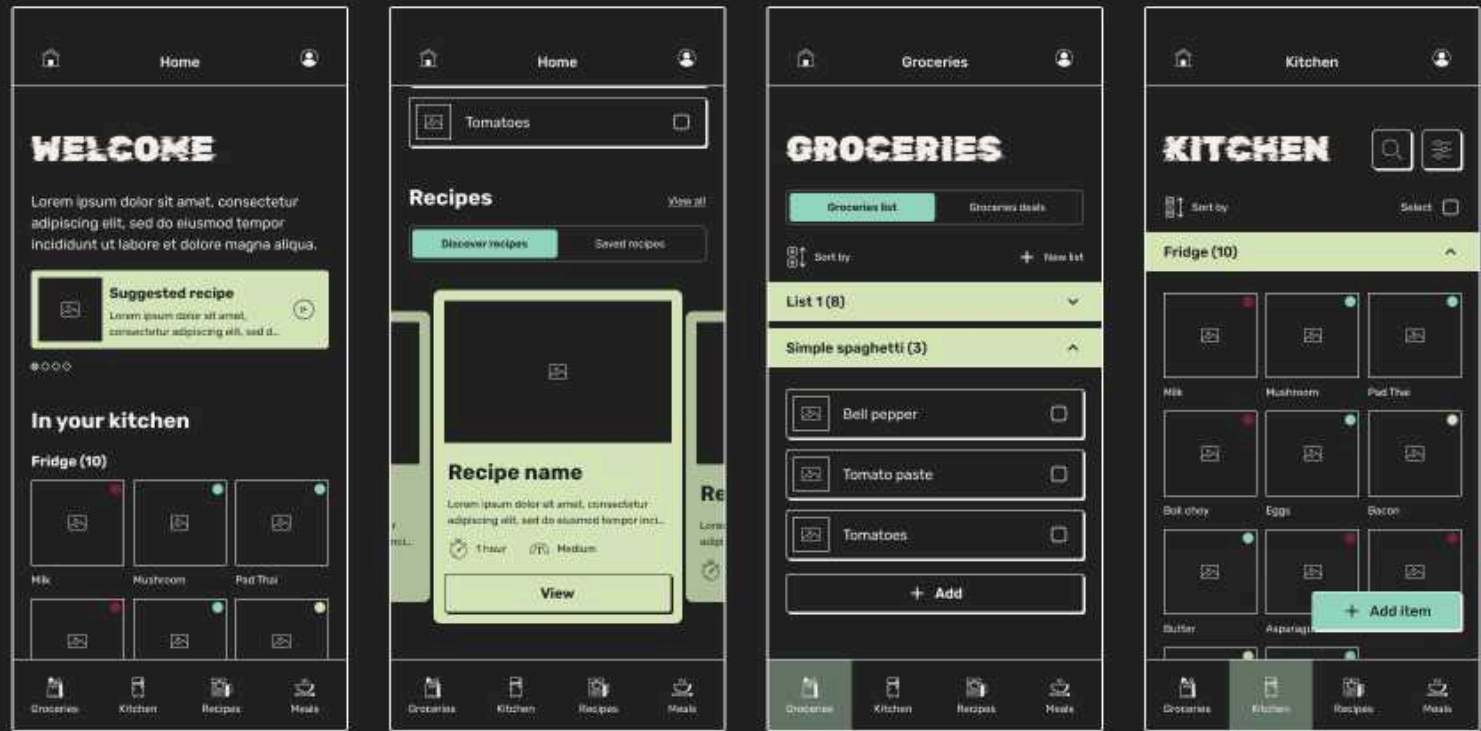 Home
WELCOME
Lorem ipsum dolor sit amet, consectetur
adipiscing elit, sed do eiusmod tempor
incididunt ut labore et dolore magna aliqua.
Suggested recipe
Lorem ipsum dolor sit amet,
consectetur adipiscing elit, sed d...
In your kitchen
Fridge (10)
Milk
Mushroom
Pad Thai
Groceries
Kitchen
Recipes
Meals
Home
Tomatoes
Recipes
View all
Discover recipes
Saved recipes
Recipe name
Lorem ipsum dolor sit amet, consectetur
adipiscing elit, sed do eiusmod tempor inci...
1 hour
Medium
View
Re
Groceries
Kitchen
Recipes
Meals
Groceries
GROCERIES
Groceries list
Groceries deals
Sort by
+ New list
List 1 (8)
Simple spaghetti (3)
Bell pepper
Tomato paste
Tomatoes
+ Add
Groceries
Kitchen
Recipes
Meals
Kitchen
KITCHEN
Sort by
Select
Fridge (10)
Milk
Mushroom
Pad Thai
Bok choy
Eggs
Bacon
Butter
+ Add item
Groceries
Kitchen
Recipes
Meals